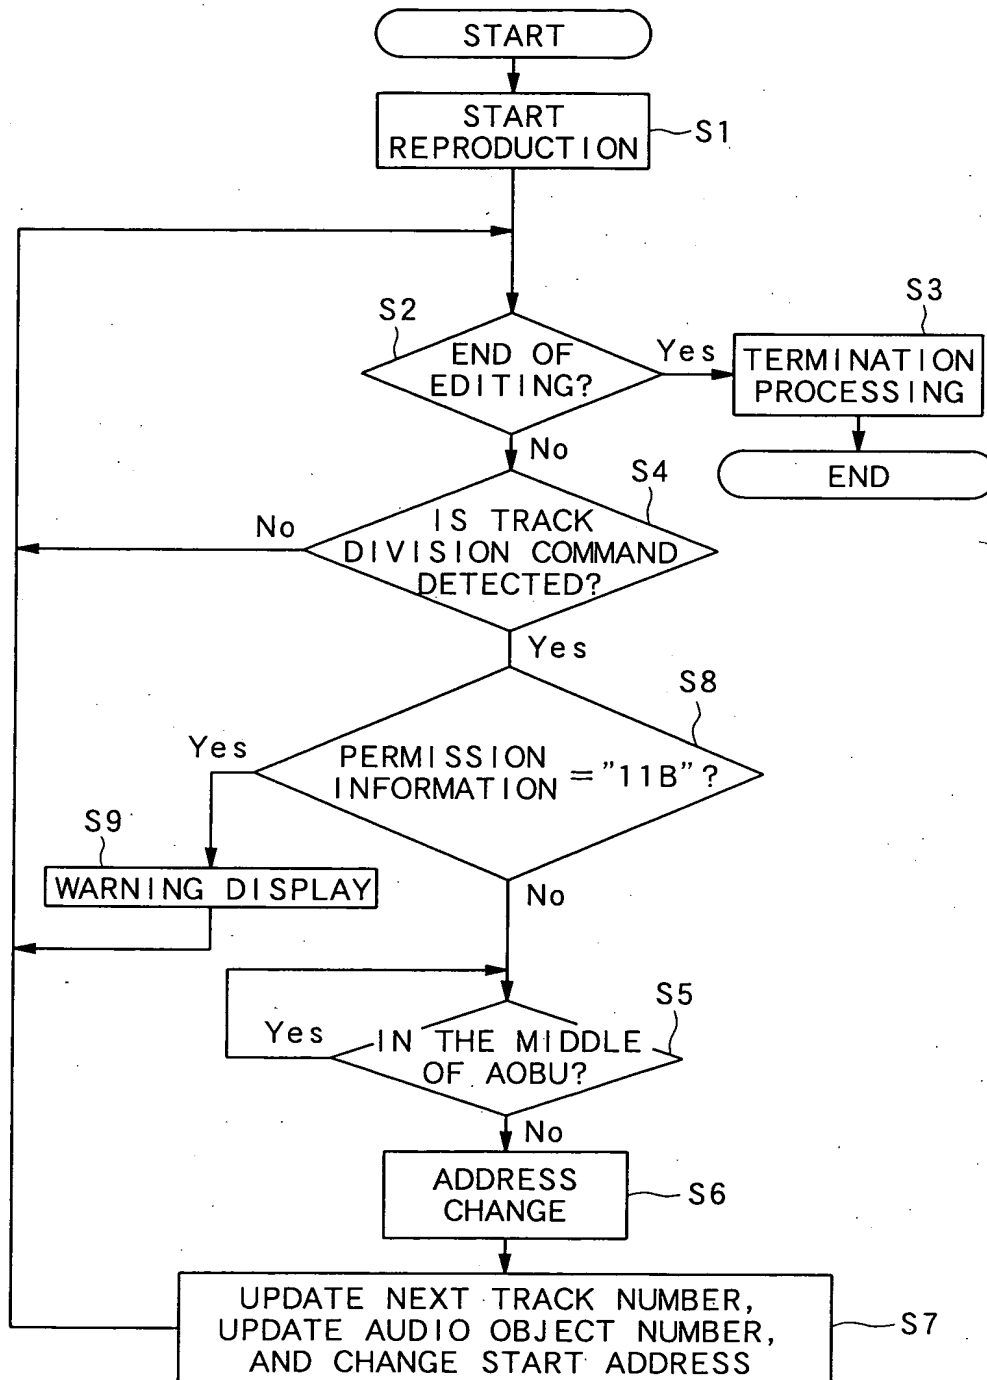 START
START
REPRODUCTION
S1
S2
S3
END OF
EDITING?
Yes
TERMINATION
PROCESSING
No
END
S4
No
IS TRACK
DIVISION COMMAND
DETECTED?
Yes
S8
Yes
PERMISSION
INFORMATION = "11B" ?
S9
WARNING DISPLAY
No
S5
Yes
IN THE MIDDLE
OF AOBU?
No
ADDRESS
CHANGE
S6
UPDATE NEXT TRACK NUMBER,
UPDATE AUDIO OBJECT NUMBER,
AND CHANGE START ADDRESS
S7